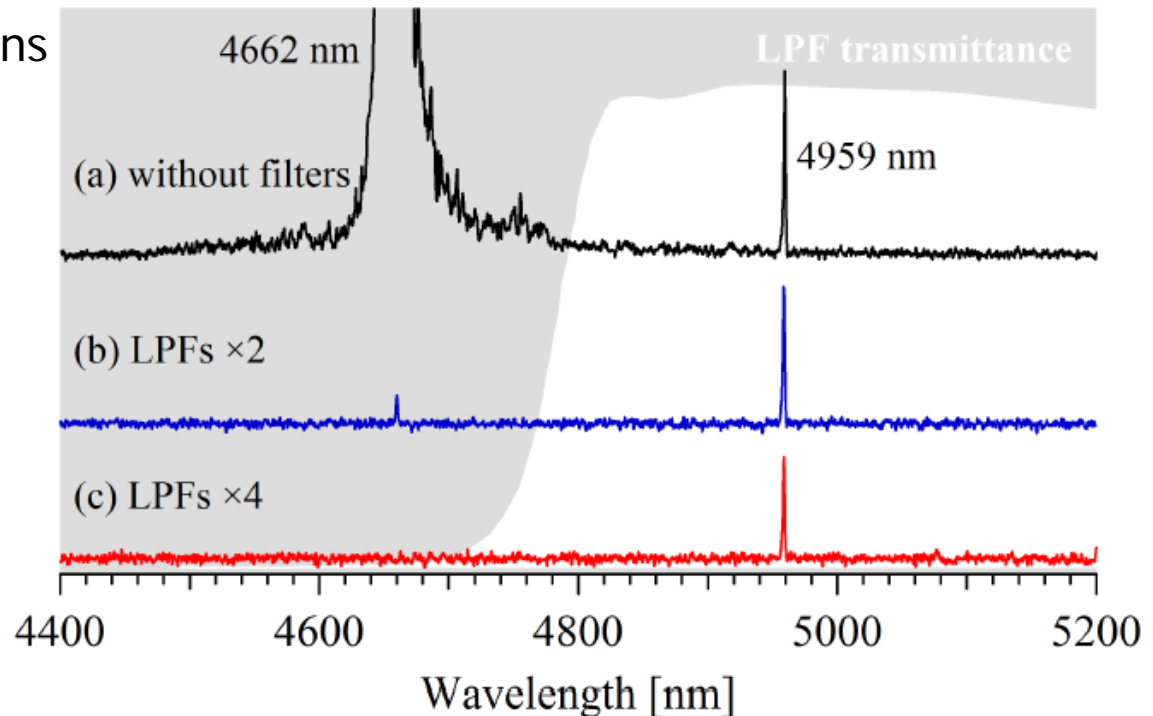 ns
4662 nm
LPF transmittance
4959 nm
(a) without filters
(b) LPFs ×2
(c) LPFs ×4
4400 4600 4800 5000 5200
Wavelength [nm]